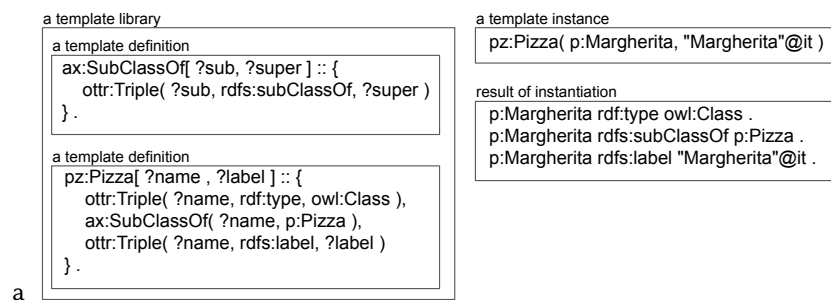 a template library
a template definition
ax:SubClassOf[ ?sub, ?super ] :: {
ottr:Triple( ?sub, rdfs:subClassOf, ?super )
} .
a template definition
pz:Pizza[ ?name , ?label ] :: {
ottr:Triple( ?name, rdf:type, owl:Class ),
ax:SubClassOf( ?name, p:Pizza ),
ottr:Triple( ?name, rdfs:label, ?label )
} .
a template instance
pz:Pizza( p:Margherita, "Margherita"@it )
result of instantiation
p:Margherita rdf:type owl:Class .
p:Margherita rdfs:subClassOf p:Pizza .
p:Margherita rdfs:label "Margherita"@it .
a